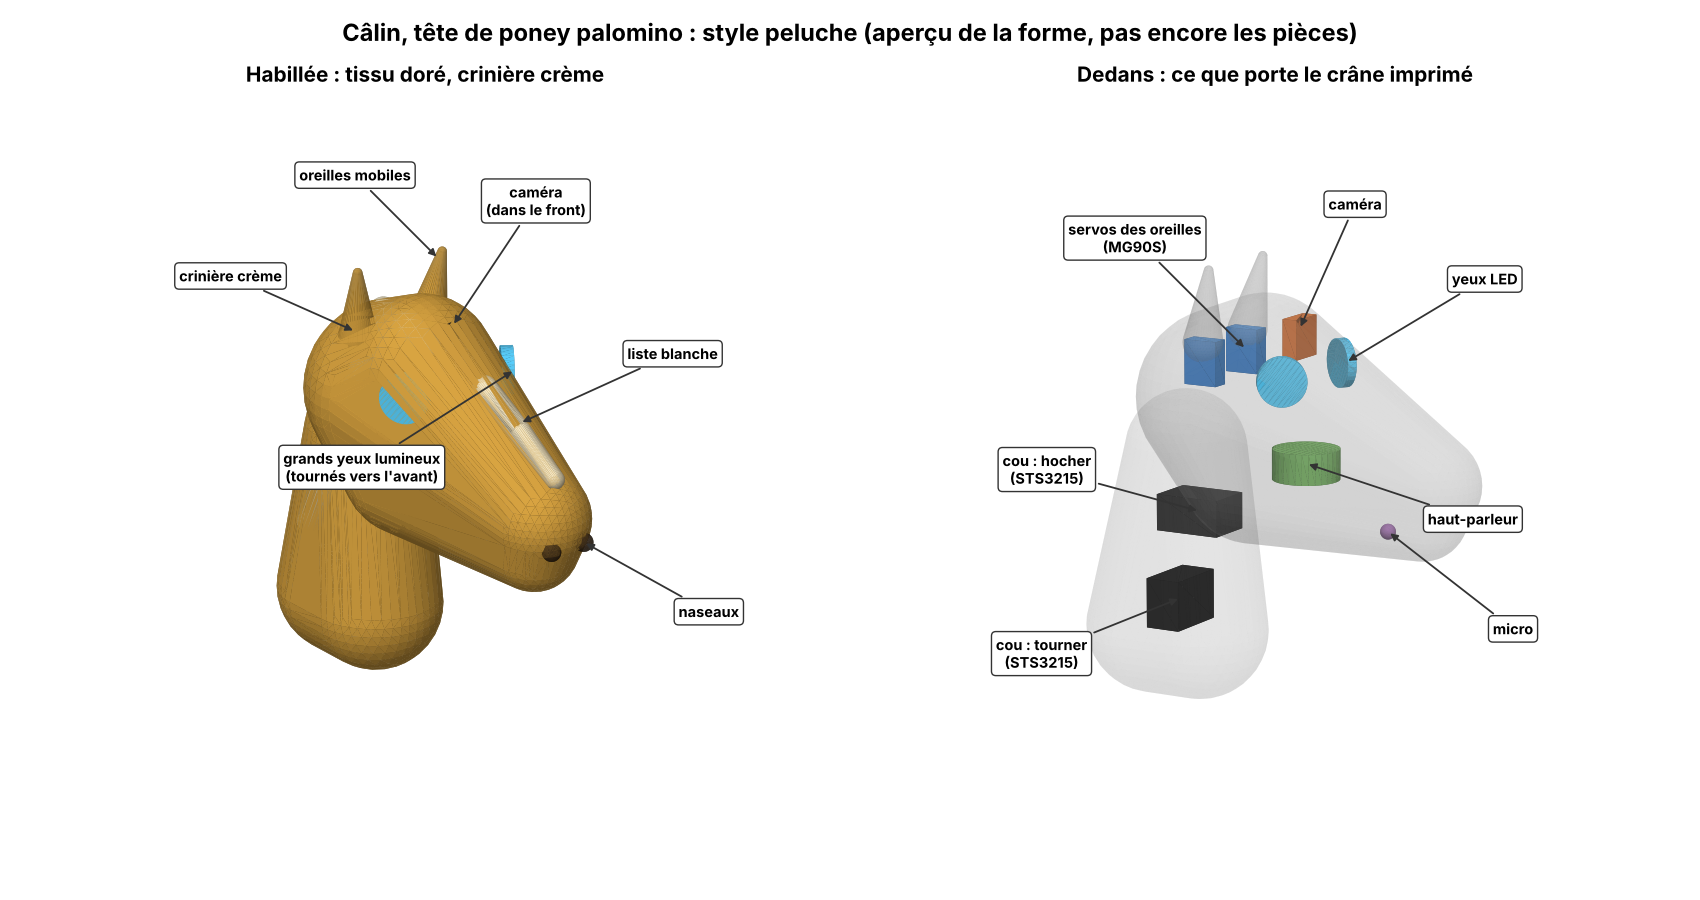 Câlin, tête de poney palomino : style peluche (aperçu de la forme, pas encore les pièces)
Habillée : tissu doré, crinière crème
oreilles mobiles
caméra
(dans le front)
crinière crème
liste blanche
grands yeux lumineux
(tournés vers l'avant)
naseaux
Dedans : ce que porte le crâne imprimé
caméra
servos des oreilles
(MG90S)
yeux LED
cou : hocher
(STS3215)
haut-parleur
micro
cou : tourner
(STS3215)